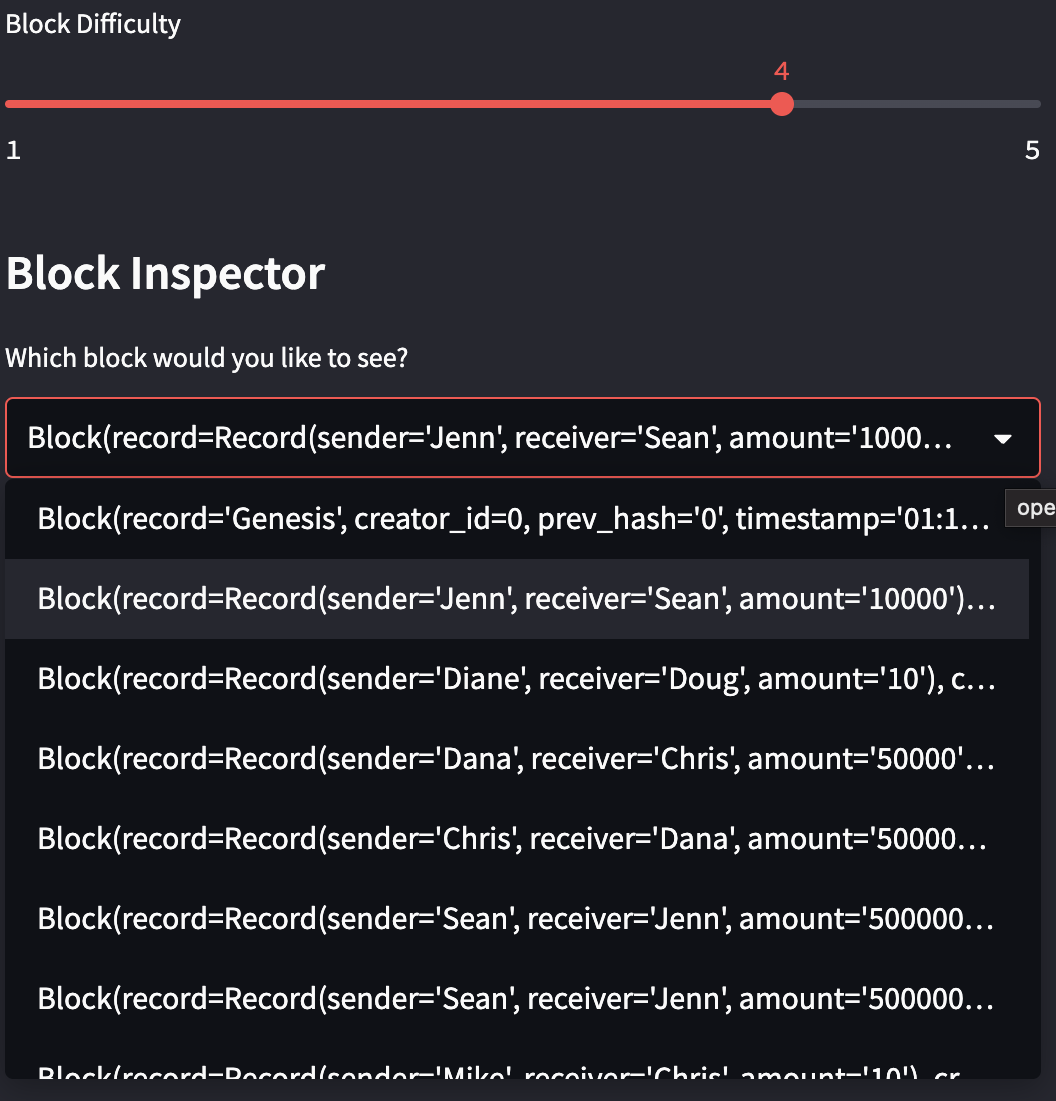 Block Difficulty
4
1
5
Block Inspector
Which block would you like to see?
Block(record=Record(sender='Jenn', receiver='Sean', amount='1000…
Block(record='Genesis', creator_id=0, prev_hash='0', timestamp='01:1…
ope
Block(record=Record(sender='Jenn', receiver='Sean', amount='10000')…
Block(record=Record(sender='Diane', receiver='Doug', amount='10'), c…
Block(record=Record(sender='Dana', receiver='Chris', amount='50000'…
Block(record=Record(sender='Chris', receiver='Dana', amount='50000…
Block(record=Record(sender='Sean', receiver='Jenn', amount='500000…
Block(record=Record(sender='Sean', receiver='Jenn', amount='500000…
Block(record=Record(sender='Mike', receiver='Chris', amount='10'), cr…